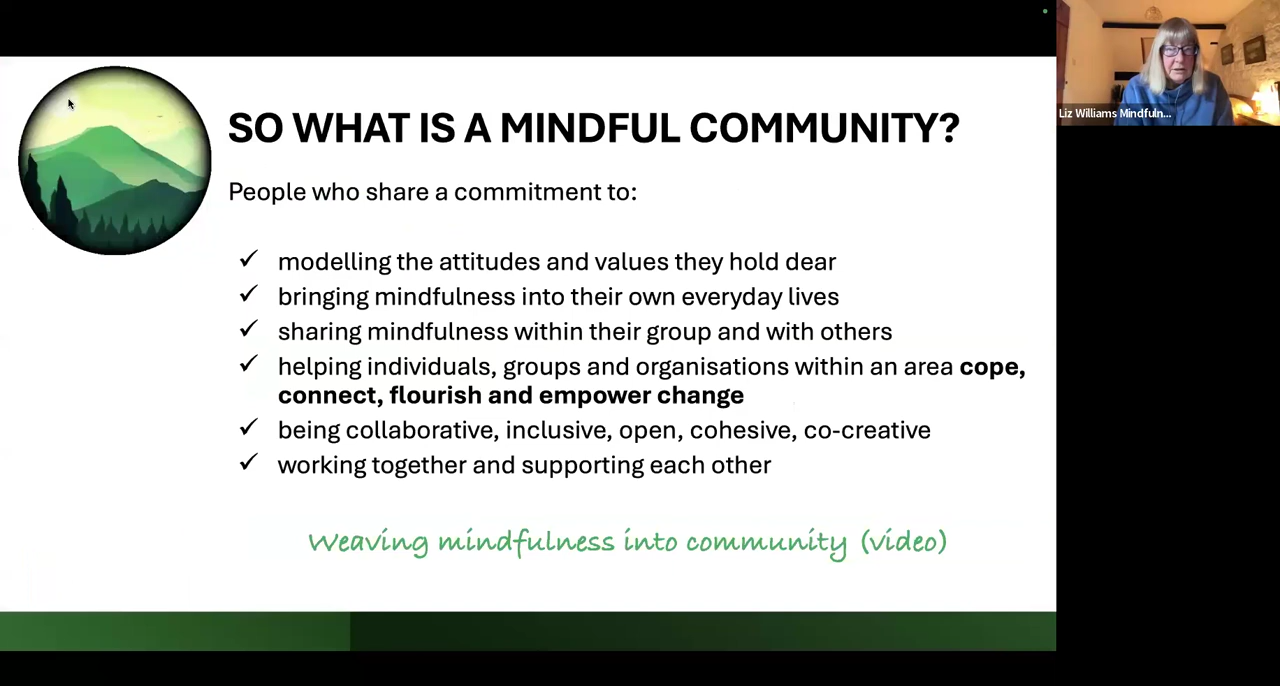 SO WHAT IS A MINDFUL COMMUNITY?
People who share a commitment to:
✓ modelling the attitudes and values they hold dear
✓ bringing mindfulness into their own everyday lives
✓ sharing mindfulness within their group and with others
✓ helping individuals, groups and organisations within an area cope,
connect, flourish and empower change
✓ being collaborative, inclusive, open, cohesive, co-creative
✓ working together and supporting each other
Weaving mindfulness into community (video)
Liz Williams Mindfuln...